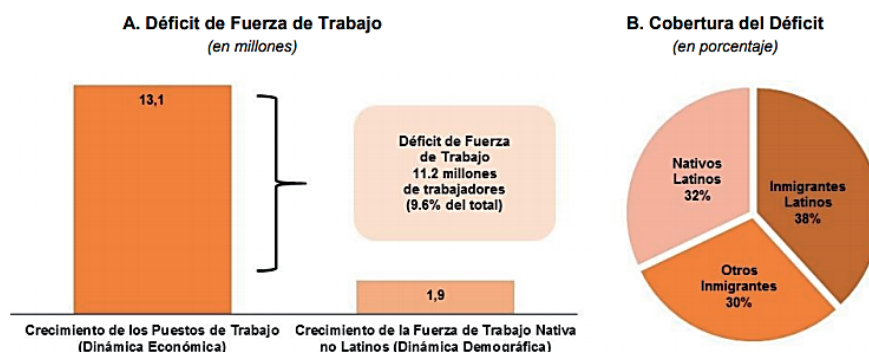 A. Déficit de Fuerza de Trabajo
(en millones)
13,1
Déficit de Fuerza
de Trabajo
11.2 millones
de trabajadores
(9.6% del total)
1,9
Crecimiento de los Puestos de Trabajo
(Dinámica Económica)
Crecimiento de la Fuerza de Trabajo Nativa
no Latinos (Dinámica Demográfica)
B. Cobertura del Déficit
(en porcentaje)
Nativos
Latinos
32%
Inmigrantes
Latinos
38%
Otros
Inmigrantes
30%